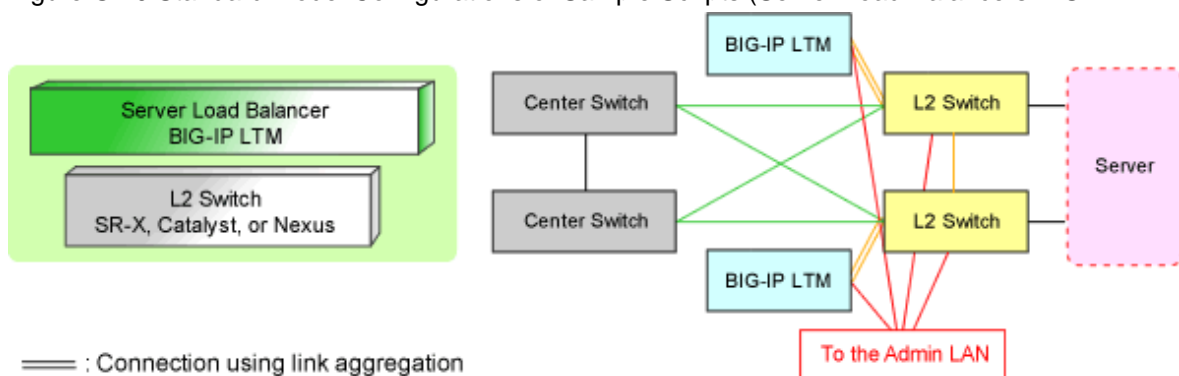 BIG-IP LTM
Server Load Balancer
BIG-IP LTM
L2 Switch
SR-X, Catalyst, or Nexus
Center Switch
L2 Switch
Server
Center Switch
L2 Switch
BIG-IP LTM
To the Admin LAN
: Connection using link aggregation